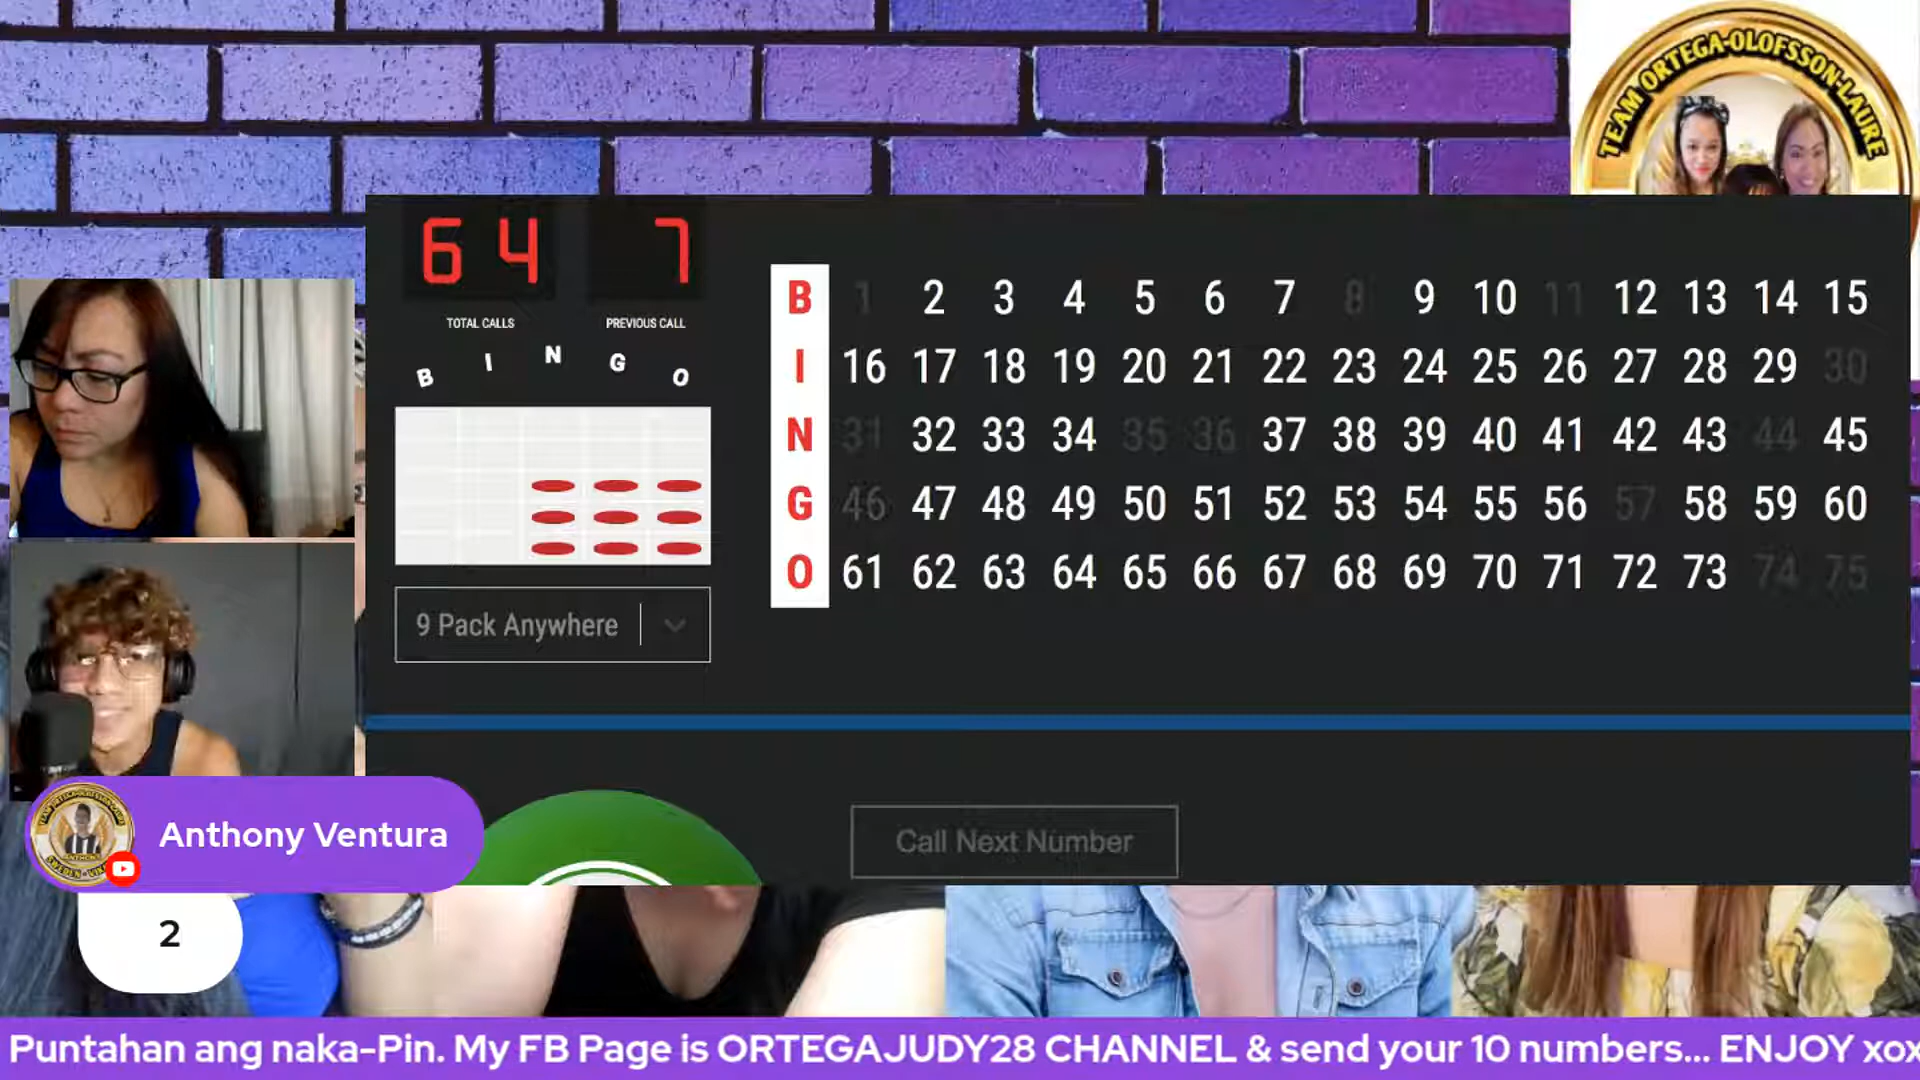 TEAM ORTEGA-OLOFSSON-LAURE
64 7
TOTAL CALLS PREVIOUS CALL
B I N G O
9 Pack Anywhere
B 1 2 3 4 5 6 7 8 9 10 11 12 13 14 15
I 16 17 18 19 20 21 22 23 24 25 26 27 28 29 30
N 31 32 33 34 35 36 37 38 39 40 41 42 43 44 45
G 46 47 48 49 50 51 52 53 54 55 56 57 58 59 60
O 61 62 63 64 65 66 67 68 69 70 71 72 73 74 75
Call Next Number
Anthony Ventura
2
Puntahan ang naka-Pin. My FB Page is ORTEGAJUDY28 CHANNEL & send your 10 numbers... ENJOY xox